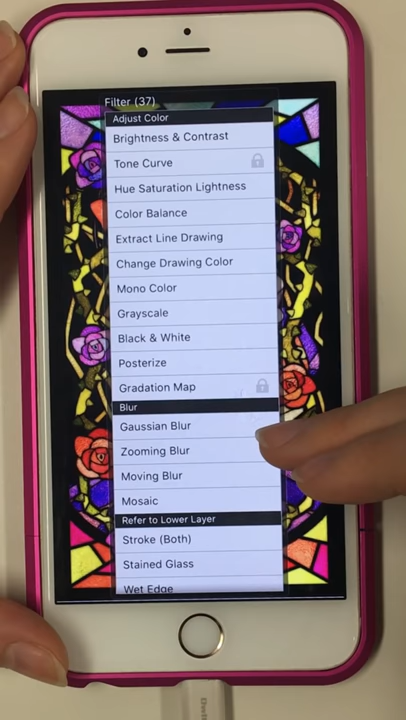 Filter (37)
Adjust Color
Brightness & Contrast
Tone Curve
Hue Saturation Lightness
Color Balance
Extract Line Drawing
Change Drawing Color
Mono Color
Grayscale
Black & White
Posterize
Gradation Map
Blur
Gaussian Blur
Zooming Blur
Moving Blur
Mosaic
Refer to Lower Layer
Stroke (Both)
Stained Glass
Wet Edge